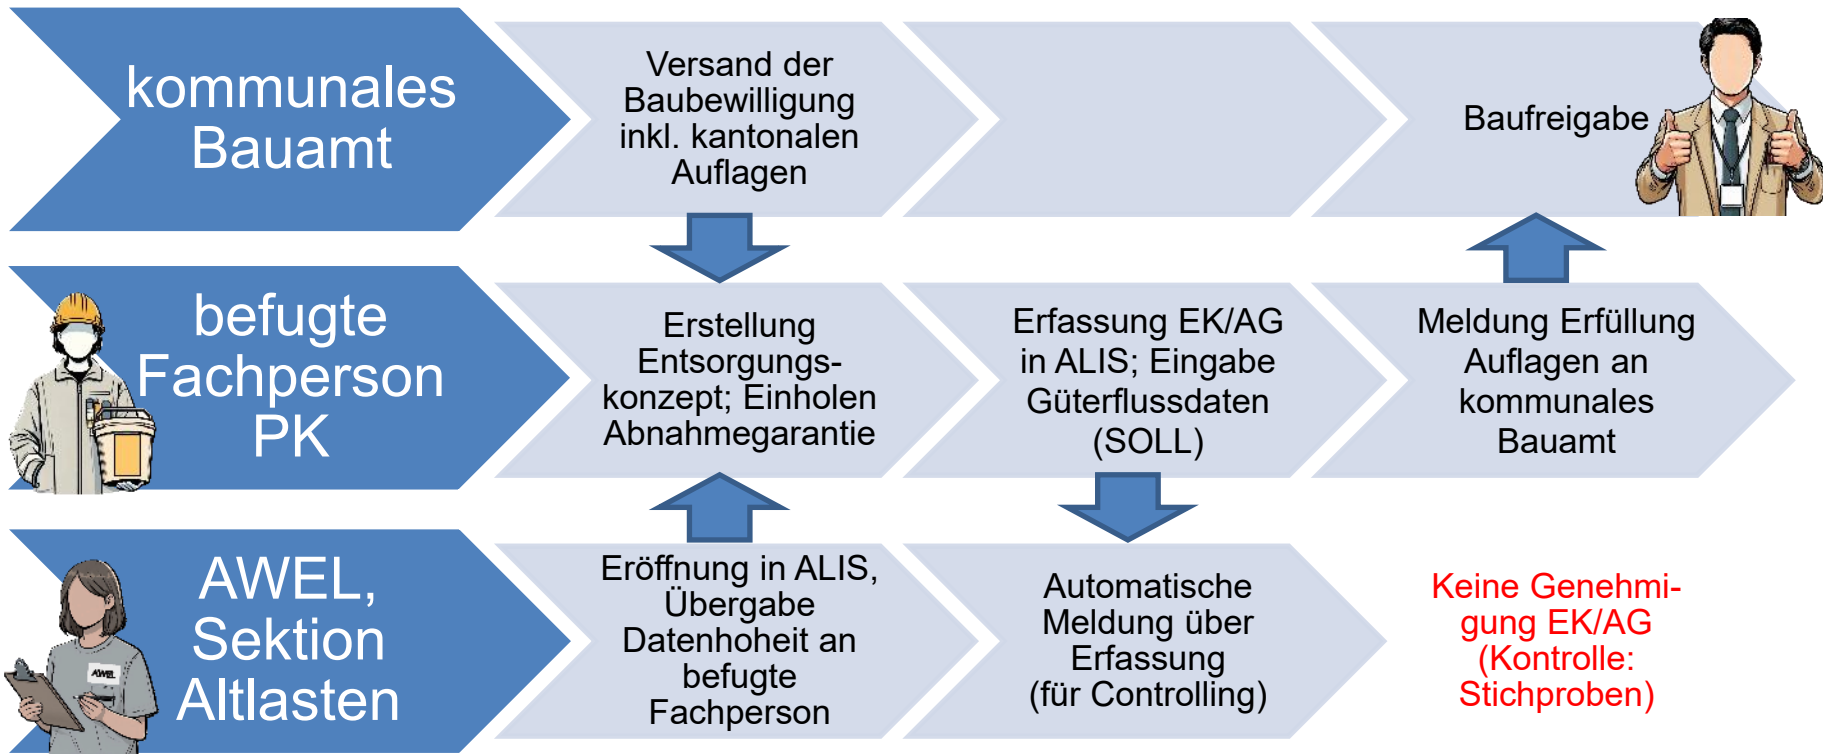 kommunales
Bauamt
Versand der
Baubewilligung
inkl. kantonalen
Auflagen
Baufreigabe
befugte
Fachperson
PK
Erstellung
Entsorgungs-
konzept; Einholen
Abnahmegarantie
Erfassung EK/AG
in ALIS; Eingabe
Güterflussdaten
(SOLL)
Meldung Erfüllung
Auflagen an
kommunales
Bauamt
AWEL,
Sektion
Altlasten
AWEL
Eröffnung in ALIS,
Übergabe
Datenhoheit an
befugte
Fachperson
Automatische
Meldung über
Erfassung
(für Controlling)
Keine Genehmi-
gung EK/AG
(Kontrolle:
Stichproben)